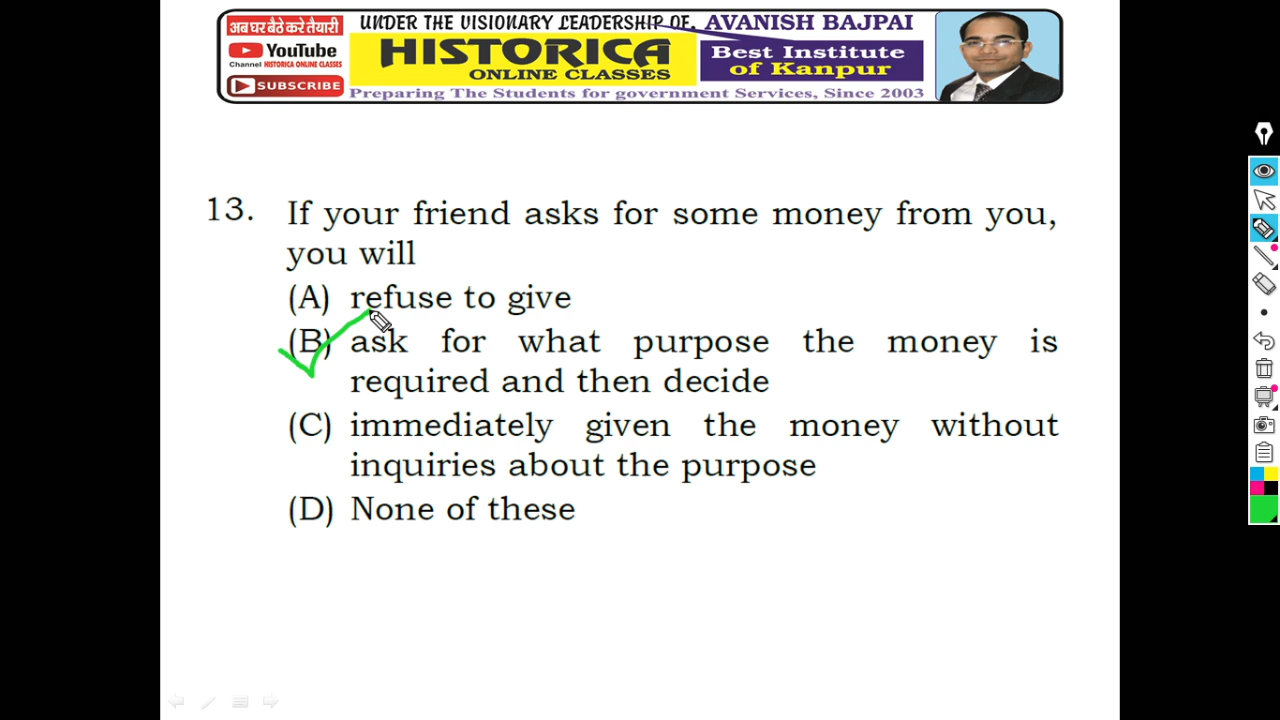 अब घर बैठे करे तैयारी
YouTube
Channel HISTORICA ONLINE CLASSES
SUBSCRIBE
UNDER THE VISIONARY LEADERSHIP OF. AVANISH BAJPAI
HISTORICA
ONLINE CLASSES
Best Institute
of Kanpur
Preparing The Students for government Services, Since 2003
13. If your friend asks for some money from you,
you will
(A) refuse to give
(B) ask for what purpose the money is
required and then decide
(C) immediately given the money without
inquiries about the purpose
(D) None of these